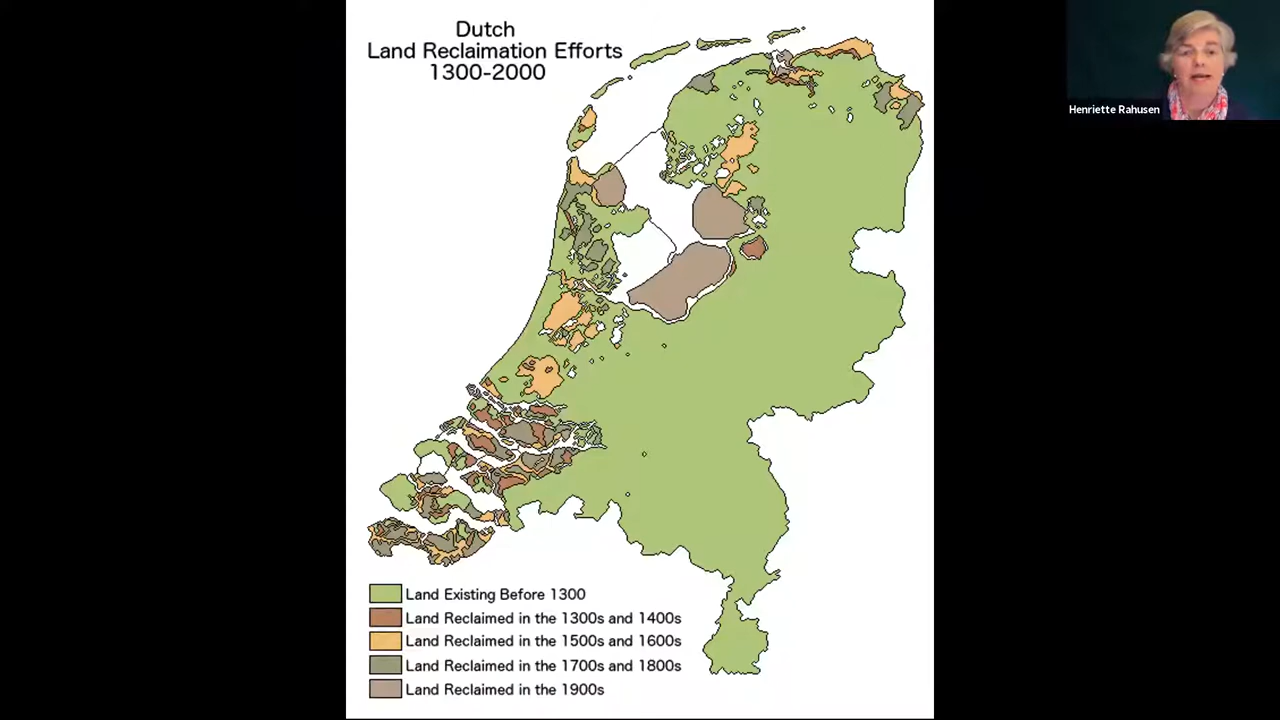 Dutch
Land Reclaimation Efforts
1300-2000
Henriette Rahusen
Land Existing Before 1300
Land Reclaimed in the 1300s and 1400s
Land Reclaimed in the 1500s and 1600s
Land Reclaimed in the 1700s and 1800s
Land Reclaimed in the 1900s